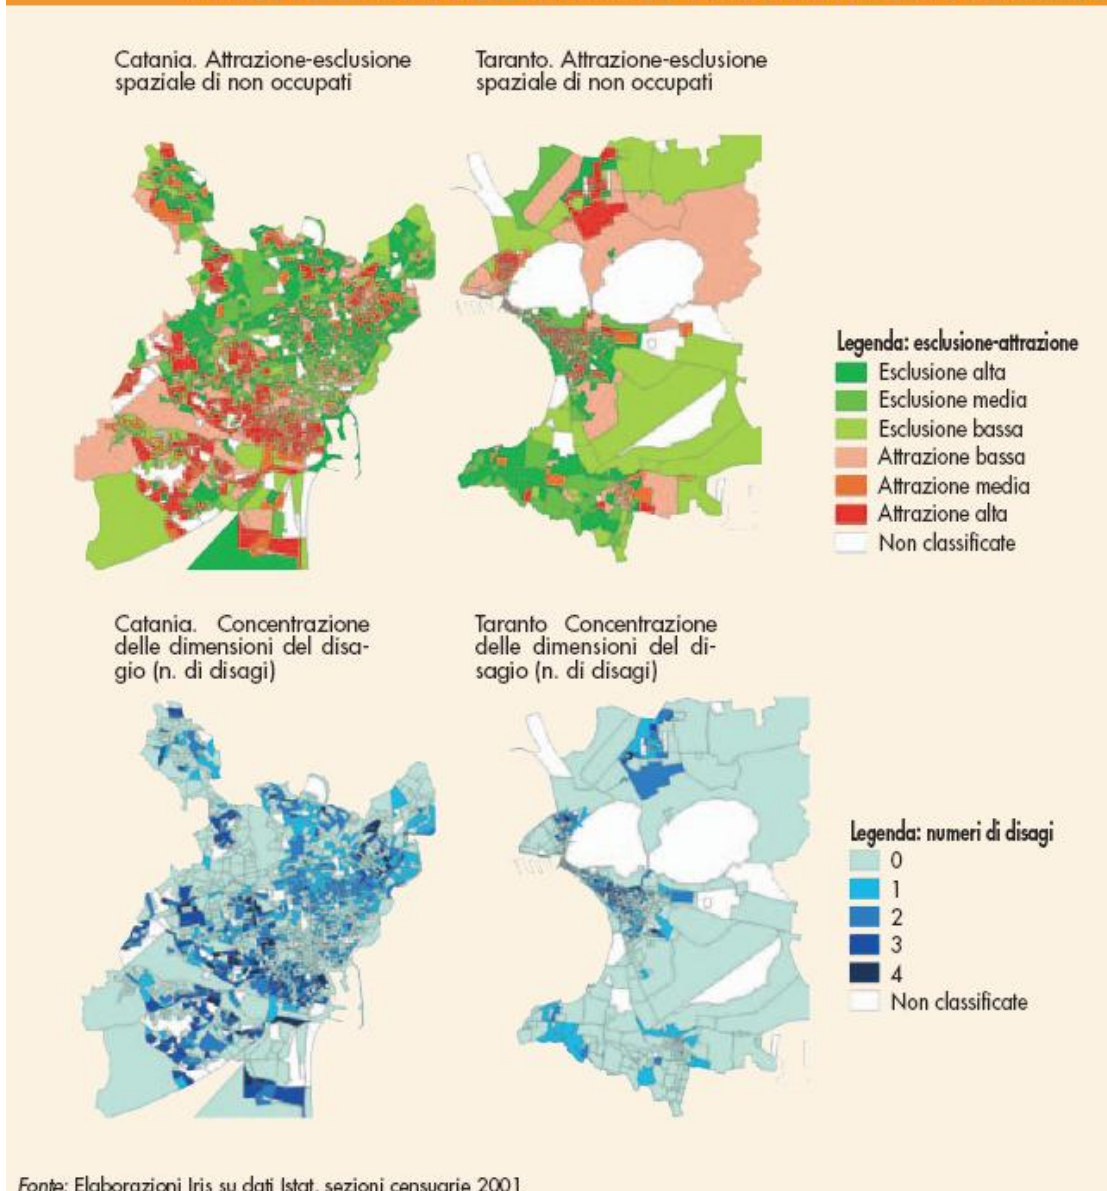 Catania. Attrazione-esclusione
spaziale di non occupati
Taranto. Attrazione-esclusione
spaziale di non occupati
Legenda: esclusione-attrazione
Esclusione alta
Esclusione media
Esclusione bassa
Attrazione bassa
Attrazione media
Attrazione alta
Non classificate
Catania. Concentrazione
delle dimensioni del disa-
gio (n. di disagi)
Taranto Concentrazione
delle dimensioni del di-
sagio (n. di disagi)
Legenda: numeri di disagi
0
1
2
3
4
Non classificate
Fonte: Elaborazioni Iris su dati Istat, sezioni censuarie 2001